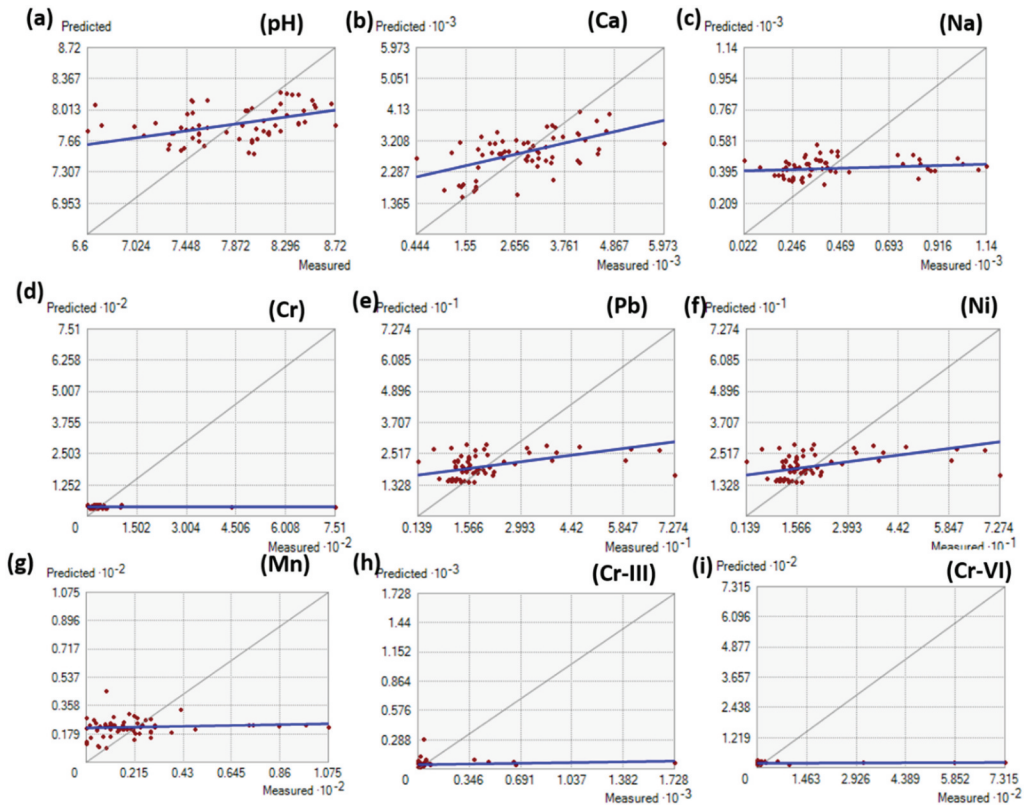 (a) Predicted (pH)
8.72
8.367
8.013
7.66
7.307
6.953
6.6 7.024 7.448 7.872 8.296 8.72
Measured
(b) Predicted ·10⁻³ (Ca)
5.973
5.051
4.13
3.208
2.287
1.365
0.444 1.55 2.656 3.761 4.867 5.973
Measured ·10⁻³
(c) Predicted ·10⁻³ (Na)
1.14
0.954
0.767
0.581
0.395
0.209
0.022 0.246 0.469 0.693 0.916 1.14
Measured ·10⁻³
(d) Predicted ·10⁻² (Cr)
7.51
6.258
5.007
3.755
2.503
1.252
0 1.502 3.004 4.506 6.008 7.51
Measured ·10⁻²
(e) Predicted ·10⁻¹ (Pb)
7.274
6.085
4.896
3.707
2.517
1.328
0.139 1.566 2.993 4.42 5.847 7.274
Measured ·10⁻¹
(f) Predicted ·10⁻¹ (Ni)
7.274
6.085
4.896
3.707
2.517
1.328
0.139 1.566 2.993 4.42 5.847 7.274
Measured ·10⁻¹
(g) Predicted ·10⁻² (Mn)
1.075
0.896
0.717
0.537
0.358
0.179
0 0.215 0.43 0.645 0.86 1.075
Measured ·10⁻²
(h) Predicted ·10⁻³ (Cr-III)
1.728
1.44
1.152
0.864
0.576
0.288
0 0.346 0.691 1.037 1.382 1.728
Measured ·10⁻³
(i) Predicted ·10⁻² (Cr-VI)
7.315
6.096
4.877
3.657
2.438
1.219
0 1.463 2.926 4.389 5.852 7.315
Measured ·10⁻²